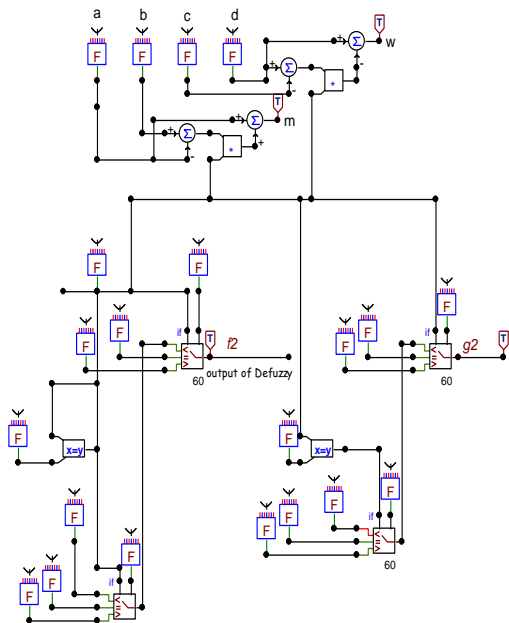 a b c d
T
w
F F F F
+ + Σ -
+ Σ -
*
T
m
+ Σ +
+ Σ -
*
F F
F
F F F F
if if
T f2
g2 T
< = >
< = >
60 output of Defuzzy
60
F F
x=y x=y
F F F F
if
< = >
F F
60
F F
if
< = >